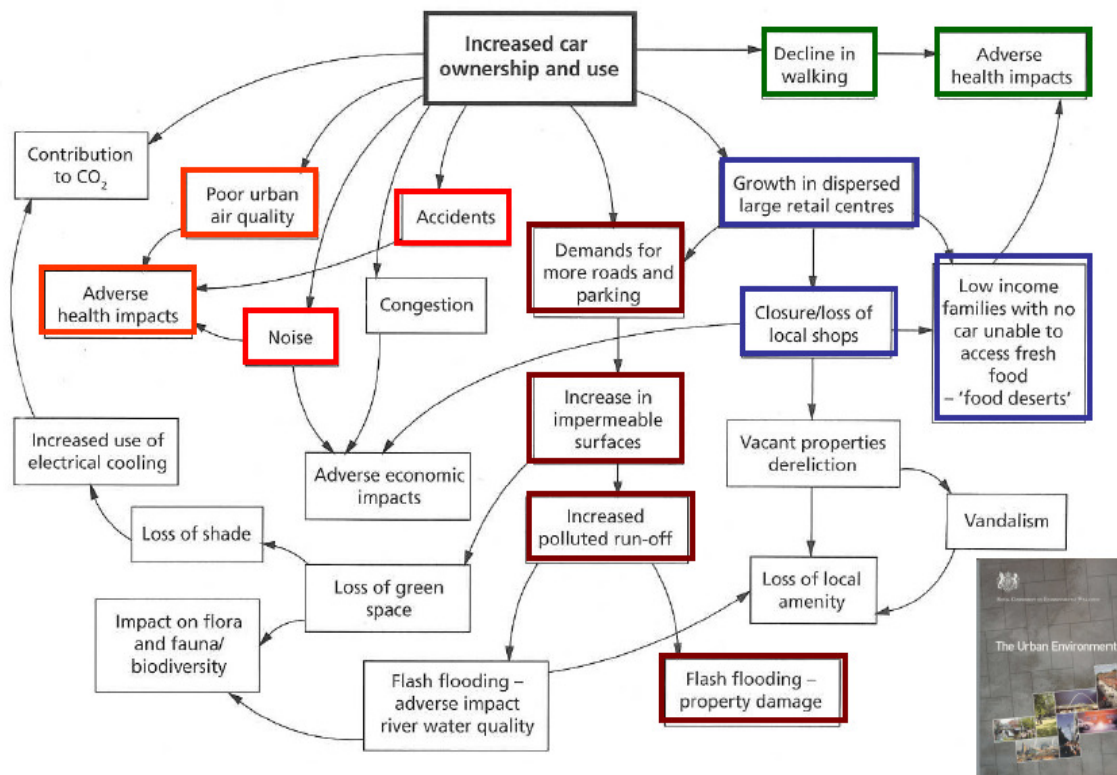 Increased car
ownership and use
Decline in
walking
Adverse
health impacts
Contribution
to CO₂
Poor urban
air quality
Accidents
Growth in dispersed
large retail centres
Demands for
more roads and
parking
Adverse
health impacts
Congestion
Noise
Closure/loss of
local shops
Low income
families with no
car unable to
access fresh
food
– ‘food deserts’
Increase in
impermeable
surfaces
Increased use of
electrical cooling
Adverse economic
impacts
Vacant properties
dereliction
Increased
polluted run-off
Vandalism
Loss of shade
Loss of green
space
Loss of local
amenity
Impact on flora
and fauna/
biodiversity
Flash flooding –
adverse impact
river water quality
Flash flooding –
property damage
The Urban Environment